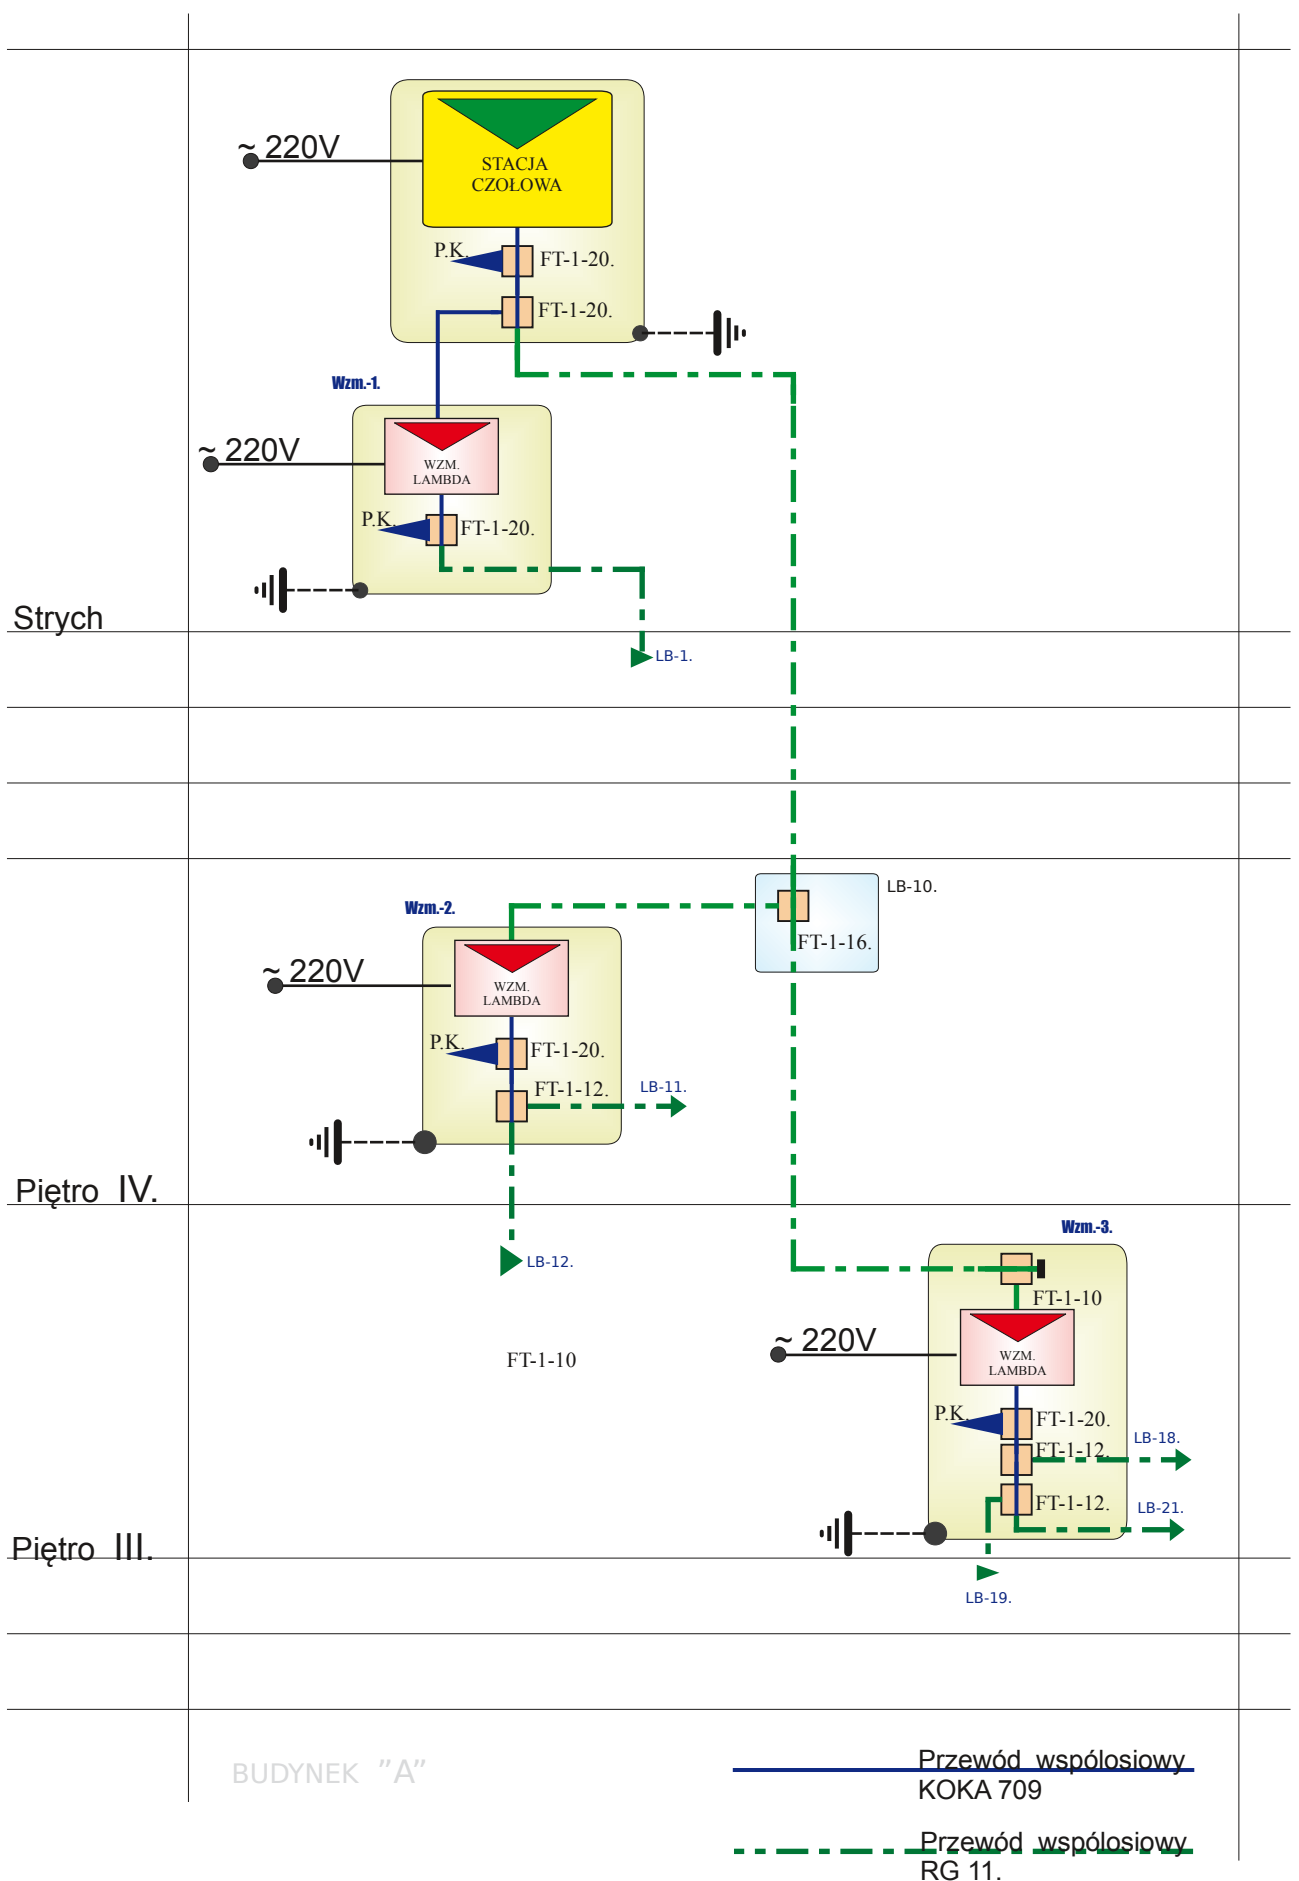 ~ 220V
STACJA
CZOŁOWA
P.K.
FT-1-20.
FT-1-20.
Wzm.-1.
~ 220V
WZM.
LAMBDA
P.K.
FT-1-20.
Strych
LB-1.
LB-10.
Wzm.-2.
FT-1-16.
~ 220V
WZM.
LAMBDA
P.K.
FT-1-20.
FT-1-12.
LB-11.
Piętro IV.
Wzm.-3.
LB-12.
FT-1-10
~ 220V
WZM.
LAMBDA
FT-1-10
P.K.
FT-1-20.
FT-1-12.
LB-18.
FT-1-12.
LB-21.
Piętro III.
LB-19.
BUDYNEK ”A”
Przewód wspólosiowy
KOKA 709
Przewód wspólosiowy
RG 11.